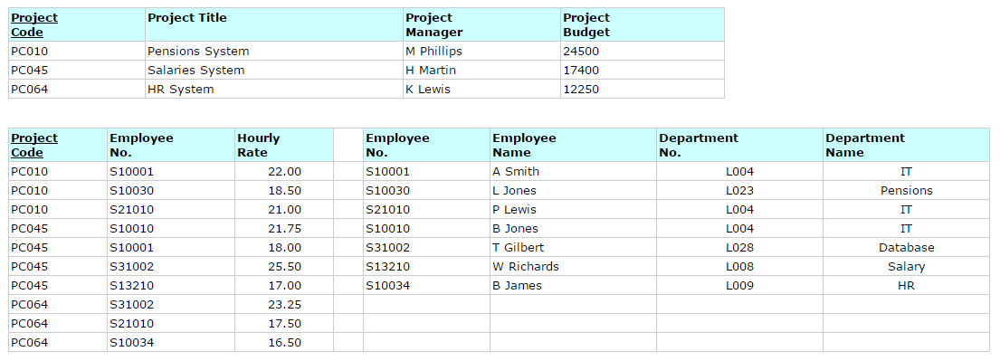 Project Code Project Title Project Manager Project Budget
PC010 Pensions System M Phillips 24500
PC045 Salaries System H Martin 17400
PC064 HR System K Lewis 12250
Project Code Employee No. Hourly Rate Employee No. Employee Name Department No. Department Name
PC010 S10001 22.00 S10001 A Smith L004 IT
PC010 S10030 18.50 S10030 L Jones L023 Pensions
PC010 S21010 21.00 S21010 P Lewis L004 IT
PC045 S10010 21.75 S10010 B Jones L004 IT
PC045 S10001 18.00 S31002 T Gilbert L028 Database
PC045 S31002 25.50 S13210 W Richards L008 Salary
PC045 S13210 17.00 S10034 B James L009 HR
PC064 S31002 23.25
PC064 S21010 17.50
PC064 S10034 16.50